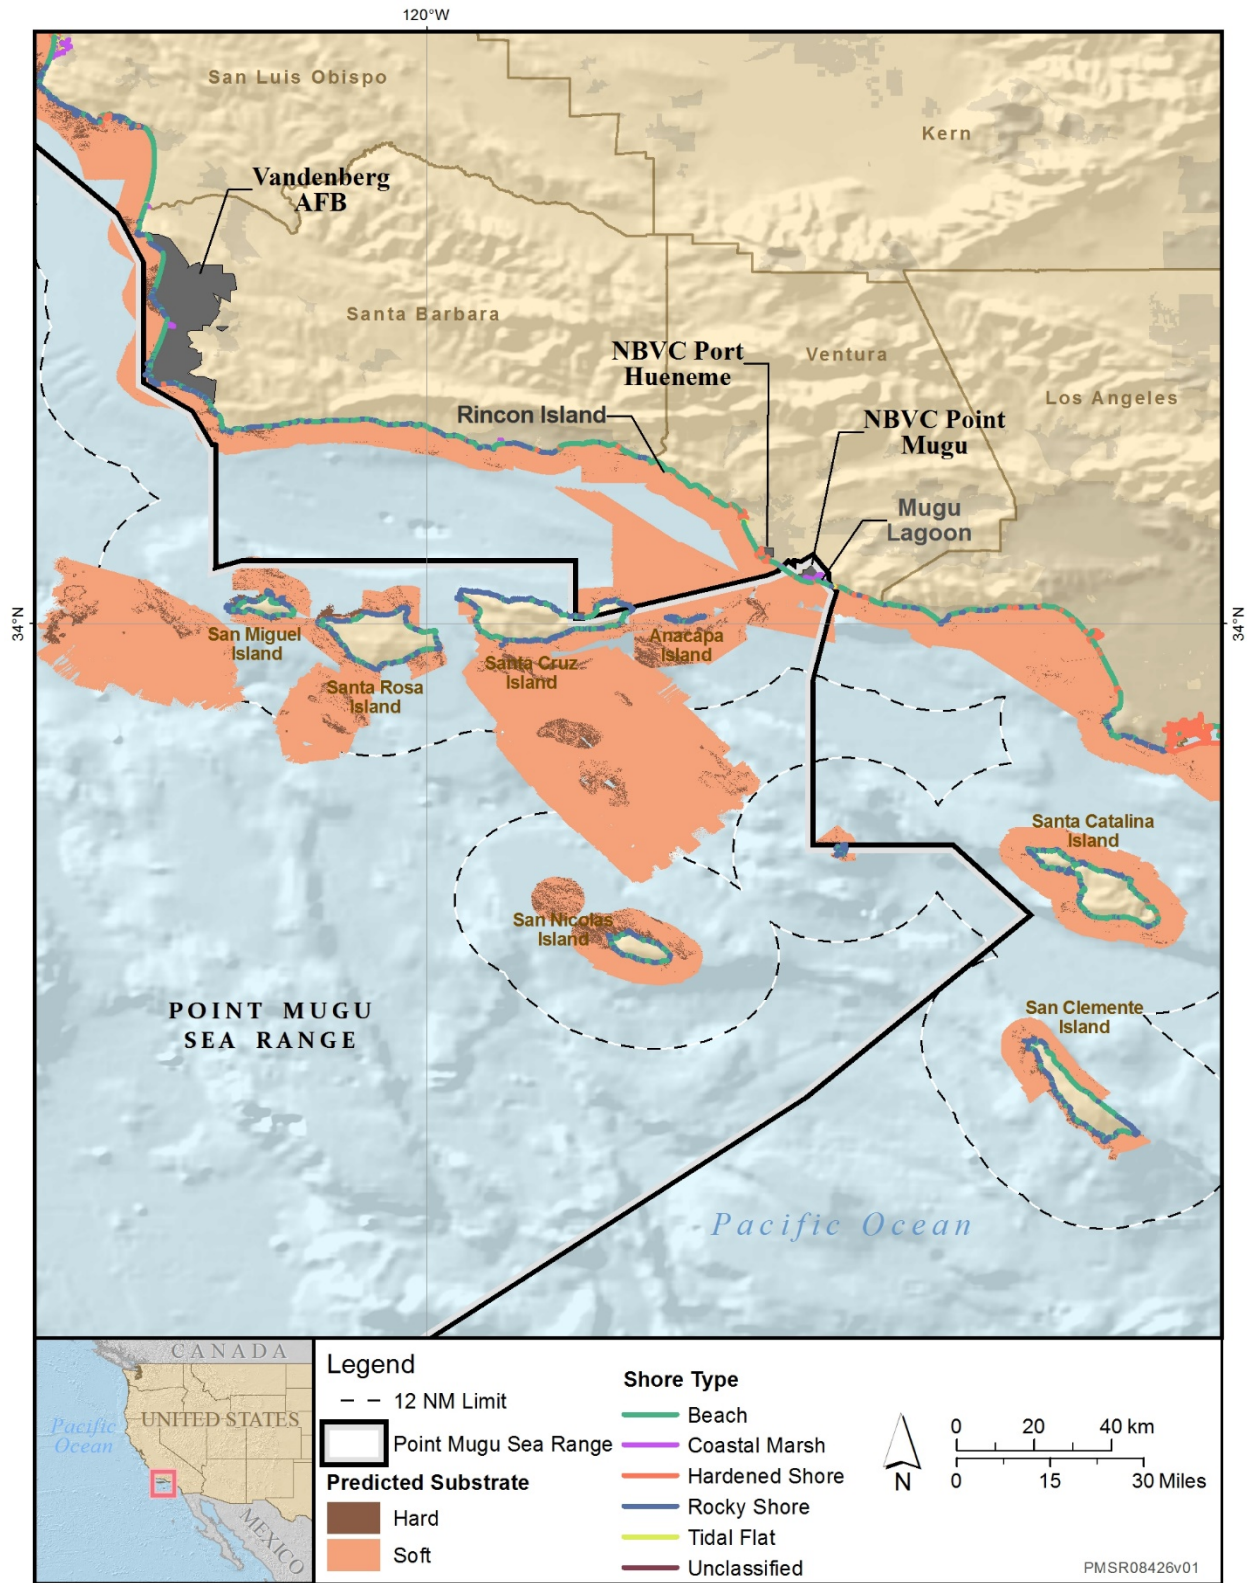 120°W
San Luis Obispo
Kern
Vandenberg
AFB
Santa Barbara
NBVC Port
Hueneme
Ventura
Rincon Island
NBVC Point
Mugu
Los Angeles
Mugu
Lagoon
34°N
34°N
San Miguel
Island
Santa Rosa
Island
Santa Cruz
Island
Anacapa
Island
Santa Catalina
Island
San Nicolas
Island
POINT MUGU
SEA RANGE
San Clemente
Island
Pacific Ocean
CANADA
Pacific
Ocean
UNITED STATES
MEXICO
Legend
12 NM Limit
Point Mugu Sea Range
Predicted Substrate
Hard
Soft
Shore Type
Beach
Coastal Marsh
Hardened Shore
Rocky Shore
Tidal Flat
Unclassified
N
0 20 40 km
0 15 30 Miles
PMSR08426v01